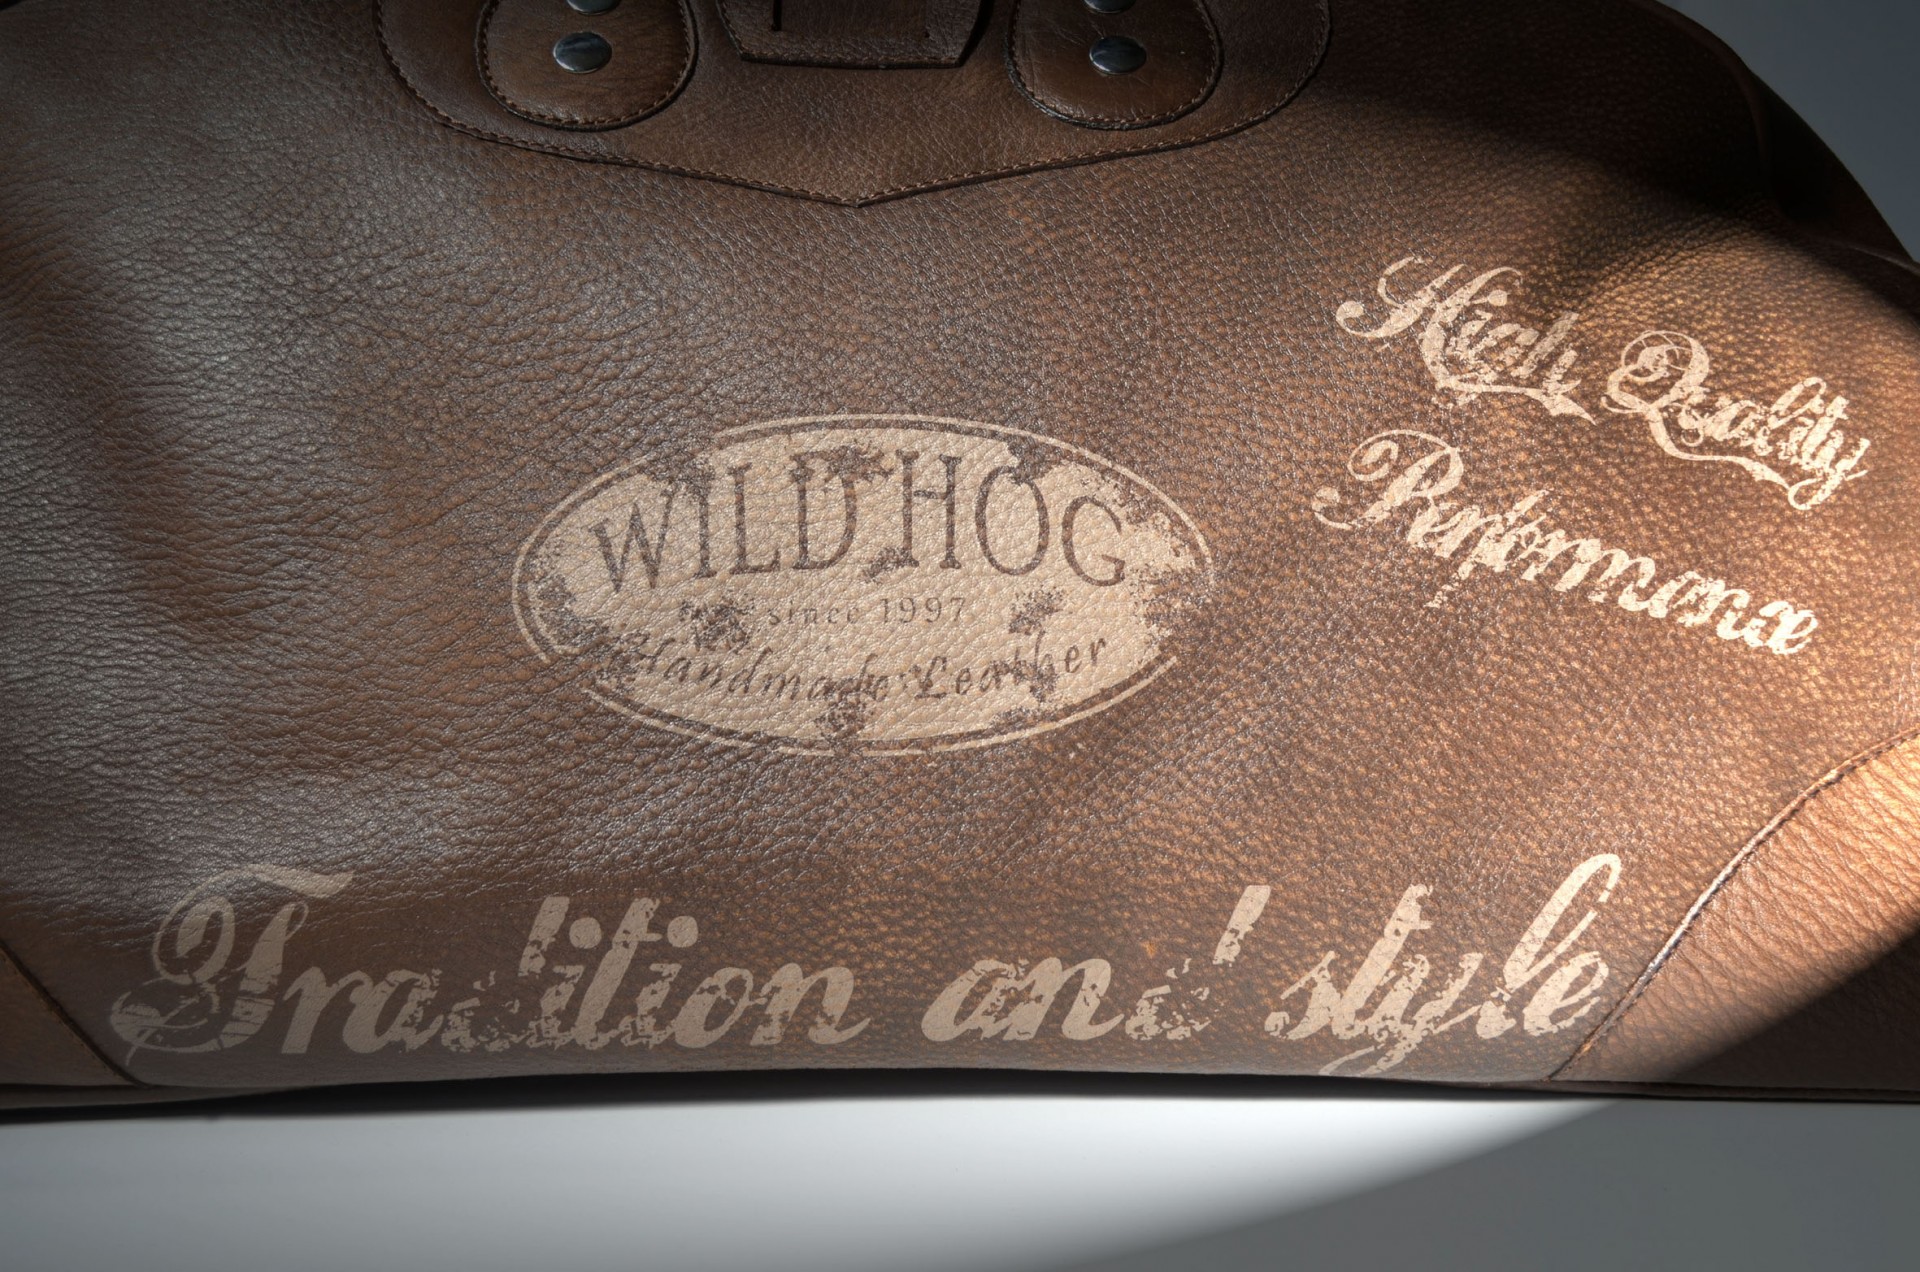 High Quality
Performance
WILD HOG
since 1997
Handmade Leather
Tradition and style